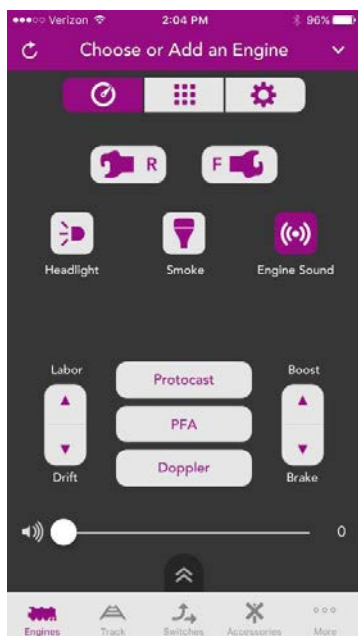 Verizon 2:04 PM 96%
Choose or Add an Engine
R F
Headlight Smoke Engine Sound
Labor Boost
Protocast
PFA
Doppler
Drift Brake
0
Engines Track Switches Accessories More